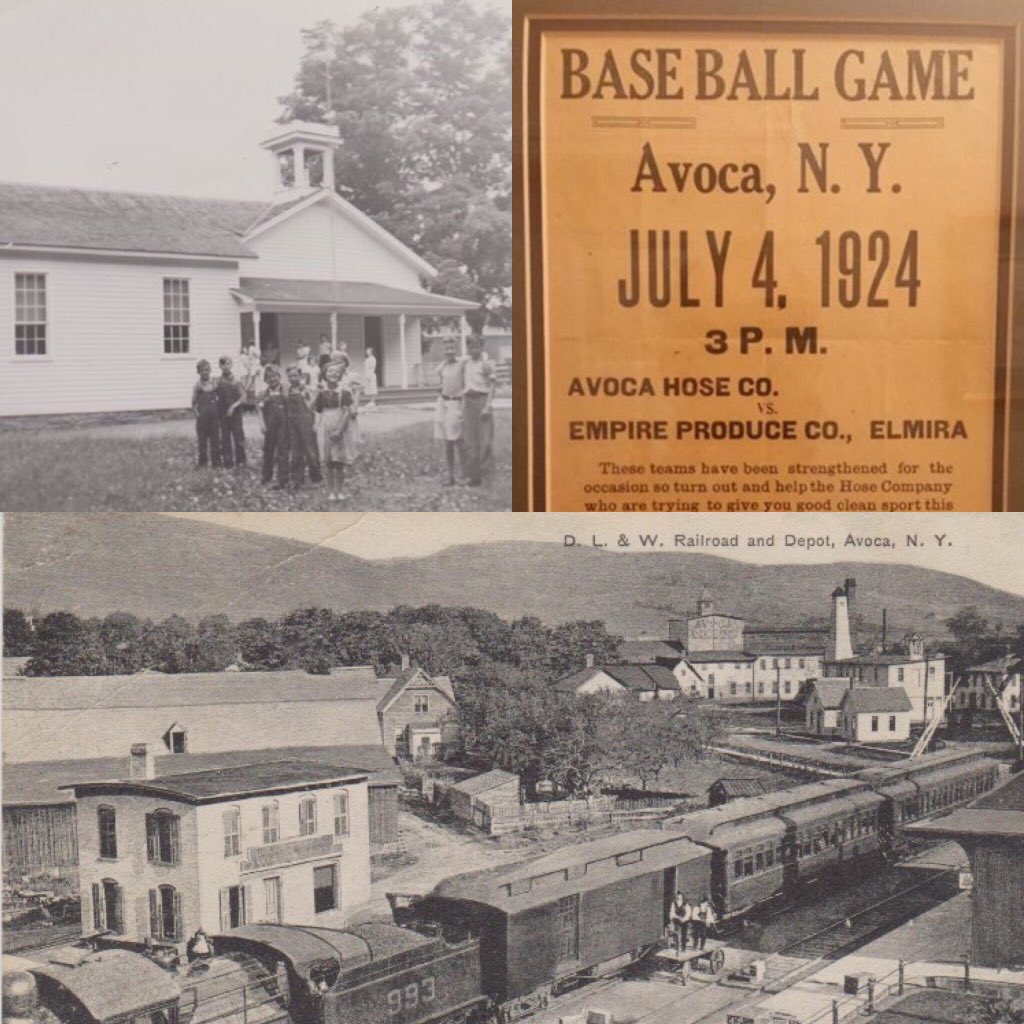 BASE BALL GAME
Avoca, N. Y.
JULY 4, 1924
3 P. M.
AVOCA HOSE CO.
VS.
EMPIRE PRODUCE CO., ELMIRA
These teams have been strengthened for the
occasion so turn out and help the Hose Company
who are trying to give you good clean sport this
D. L. & W. Railroad and Depot, Avoca, N. Y.
AVOCA
993